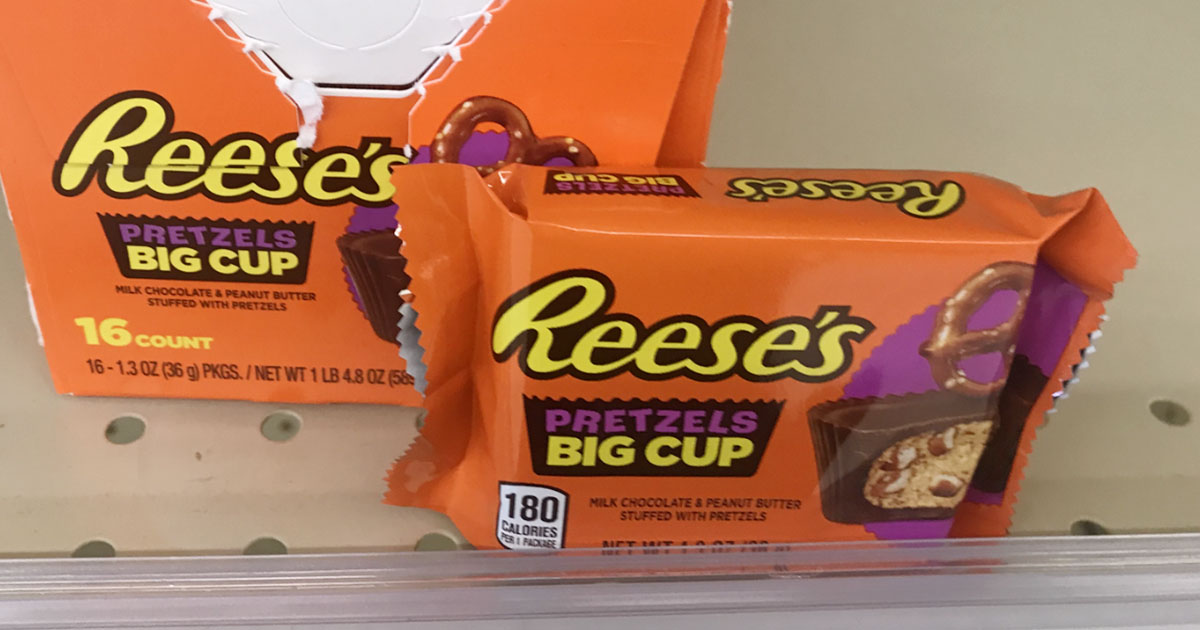 Reese's
PRETZELS
BIG CUP
MILK CHOCOLATE & PEANUT BUTTER
STUFFED WITH PRETZELS
16 COUNT
16 - 1.3 OZ (36 g) PKGS. / NET WT 1 LB 4.8 OZ
PRETZELS
BIG CUP
Reese's
Reese's
PRETZELS
BIG CUP
180
CALORIES
PER 1 PACKAGE
MILK CHOCOLATE & PEANUT BUTTER
STUFFED WITH PRETZELS
NET WT